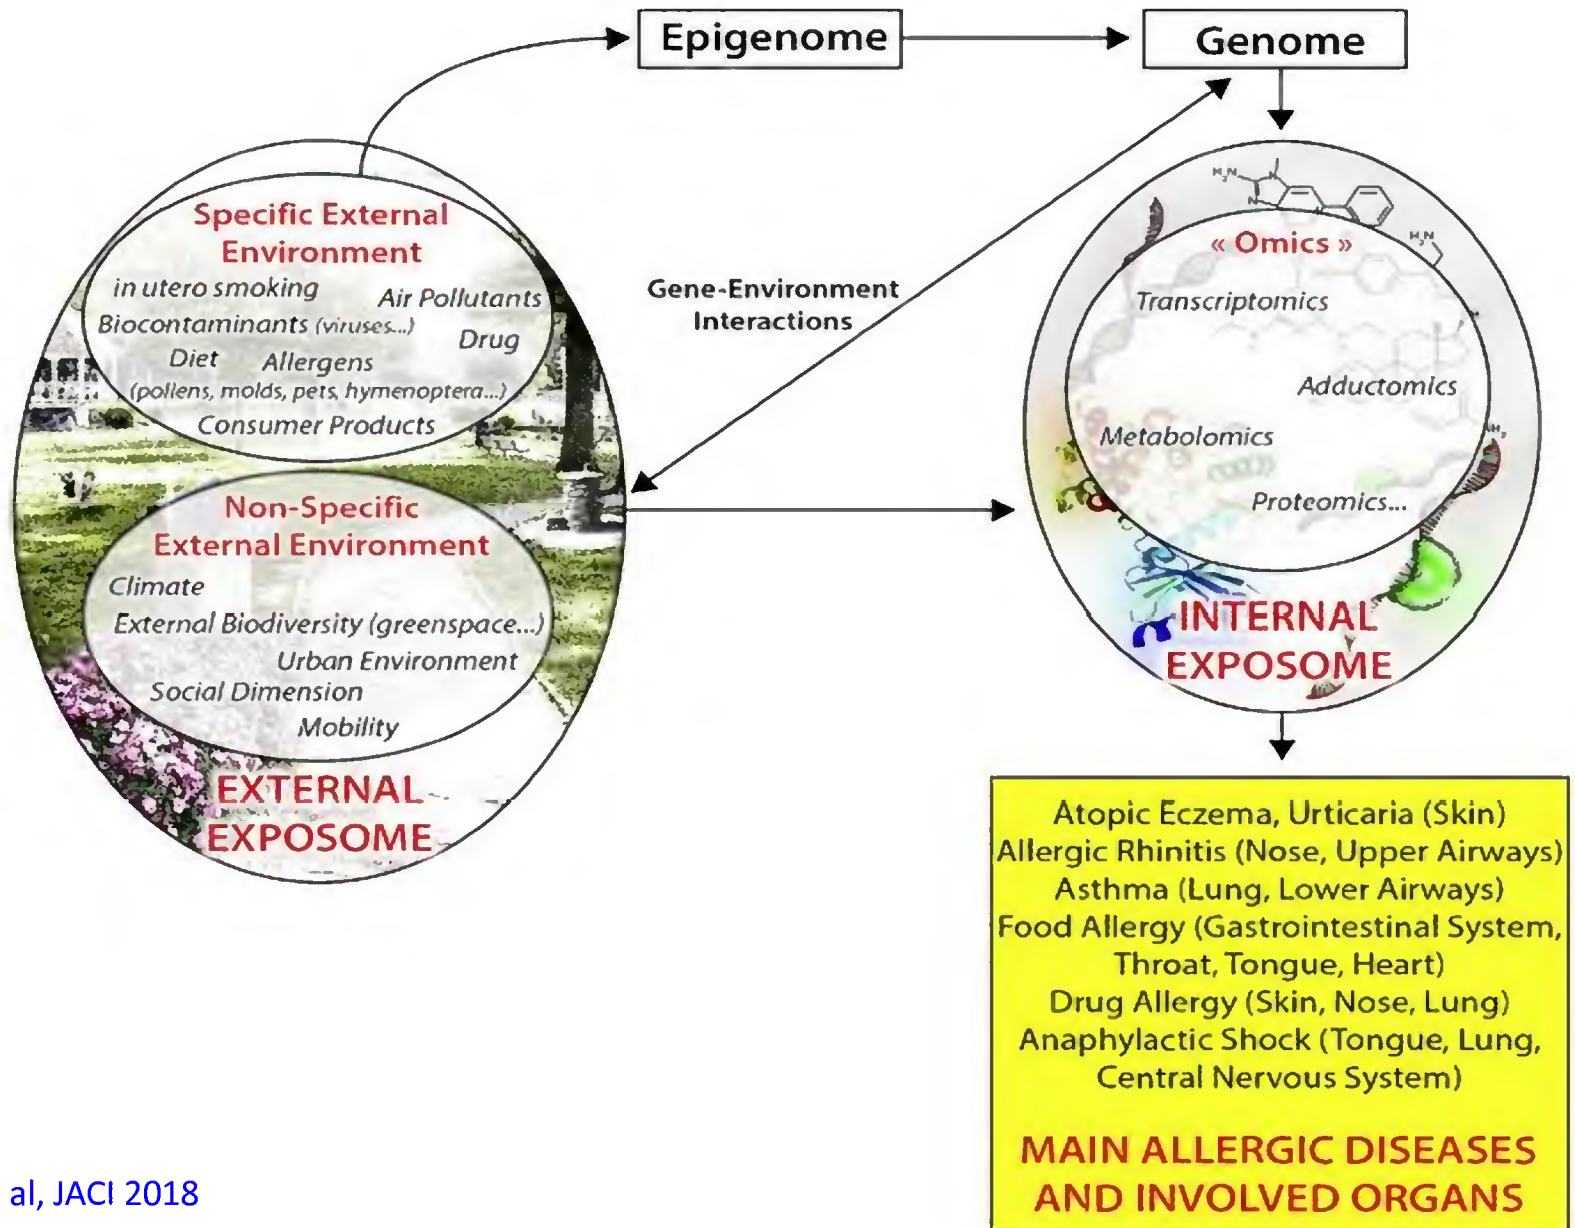 Epigenome
Genome
Specific External
Environment
in utero smoking
Air Pollutants
Biocontaminants (viruses...)
Drug
Diet
Allergens
(pollens, molds, pets, hymenoptera...)
Consumer Products
Non-Specific
External Environment
Climate
External Biodiversity (greenspace...)
Urban Environment
Social Dimension
Mobility
EXTERNAL
EXPOSOME
Gene-Environment
Interactions
H₂N
N
N
H₂N
« Omics »
Transcriptomics
Adductomics
Metabolomics
Proteomics...
INTERNAL
EXPOSOME
Atopic Eczema, Urticaria (Skin)
Allergic Rhinitis (Nose, Upper Airways)
Asthma (Lung, Lower Airways)
Food Allergy (Gastrointestinal System,
Throat, Tongue, Heart)
Drug Allergy (Skin, Nose, Lung)
Anaphylactic Shock (Tongue, Lung,
Central Nervous System)
MAIN ALLERGIC DISEASES
AND INVOLVED ORGANS
al, JACI 2018